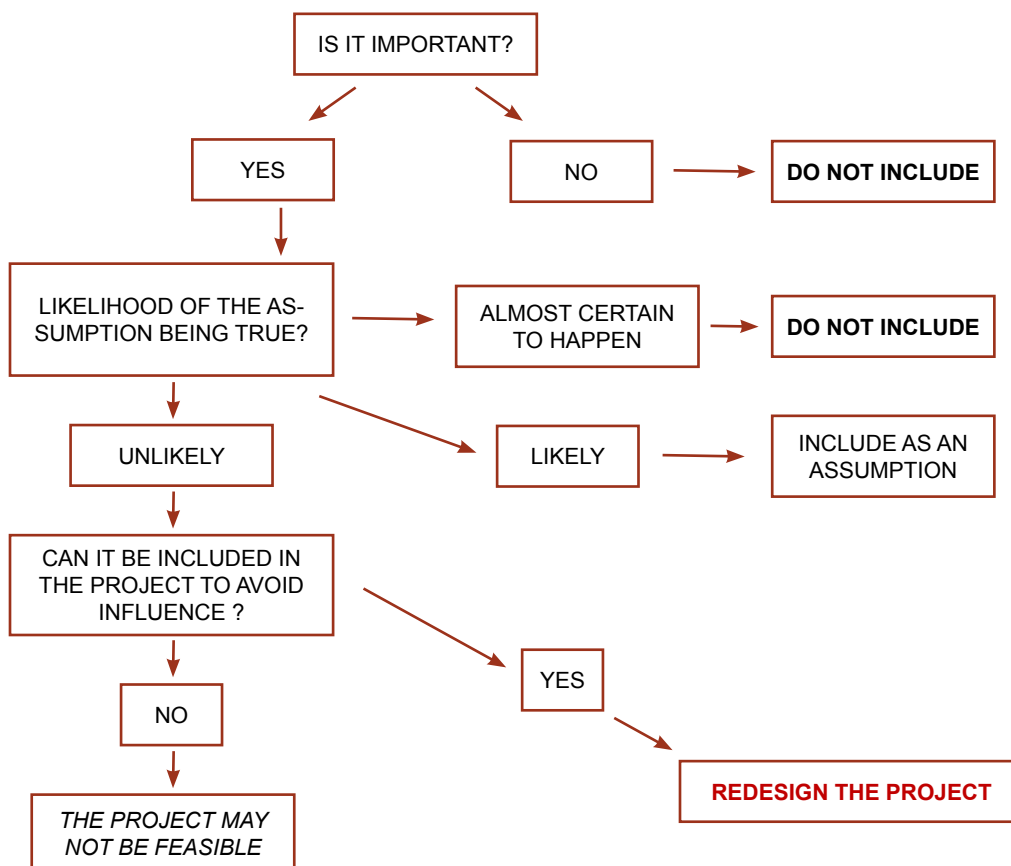 IS IT IMPORTANT?
YES
NO
DO NOT INCLUDE
LIKELIHOOD OF THE AS-
SUMPTION BEING TRUE?
ALMOST CERTAIN
TO HAPPEN
DO NOT INCLUDE
UNLIKELY
LIKELY
INCLUDE AS AN
ASSUMPTION
CAN IT BE INCLUDED IN
THE PROJECT TO AVOID
INFLUENCE ?
YES
NO
REDESIGN THE PROJECT
THE PROJECT MAY
NOT BE FEASIBLE